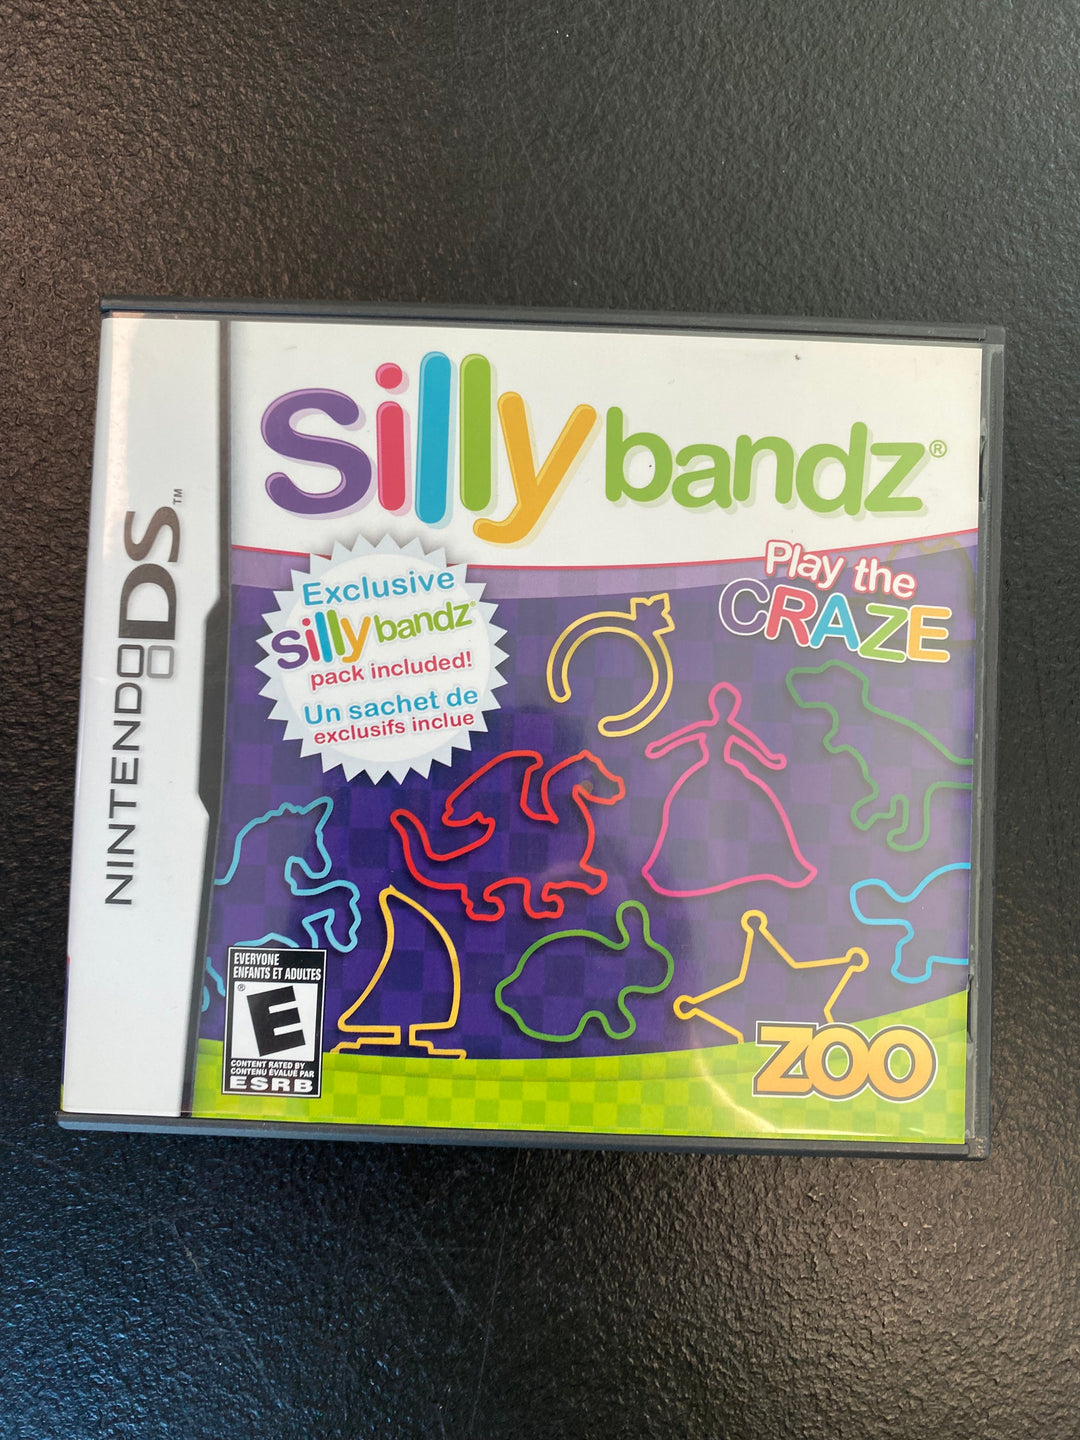 NINTENDO DS™
Silly bandz®
Play the
CRAZE
Exclusive
Silly bandz®
pack included!
Un sachet de
exclusifs inclue
EVERYONE
ENFANTS ET ADULTES
E®
CONTENT RATED BY
CONTENU ÉVALUÉ PAR
ESRB
ZOO